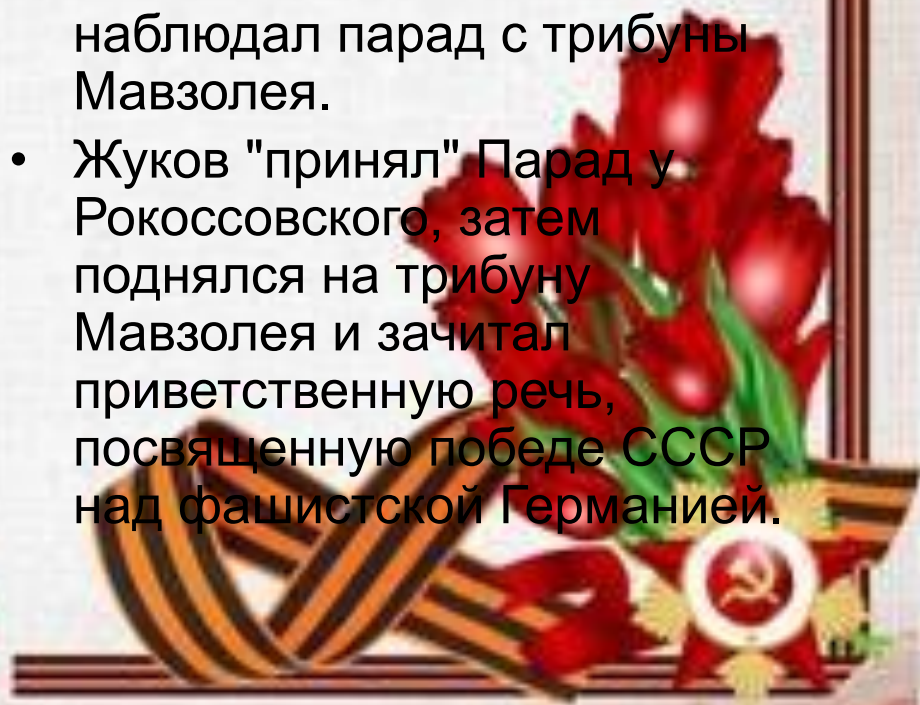 наблюдал парад с трибуны
Мавзолея.
• Жуков "принял" Парад у
Рокоссовского, затем
поднялся на трибуну
Мавзолея и зачитал
приветственную речь,
посвященную победе СССР
над фашистской Германией.